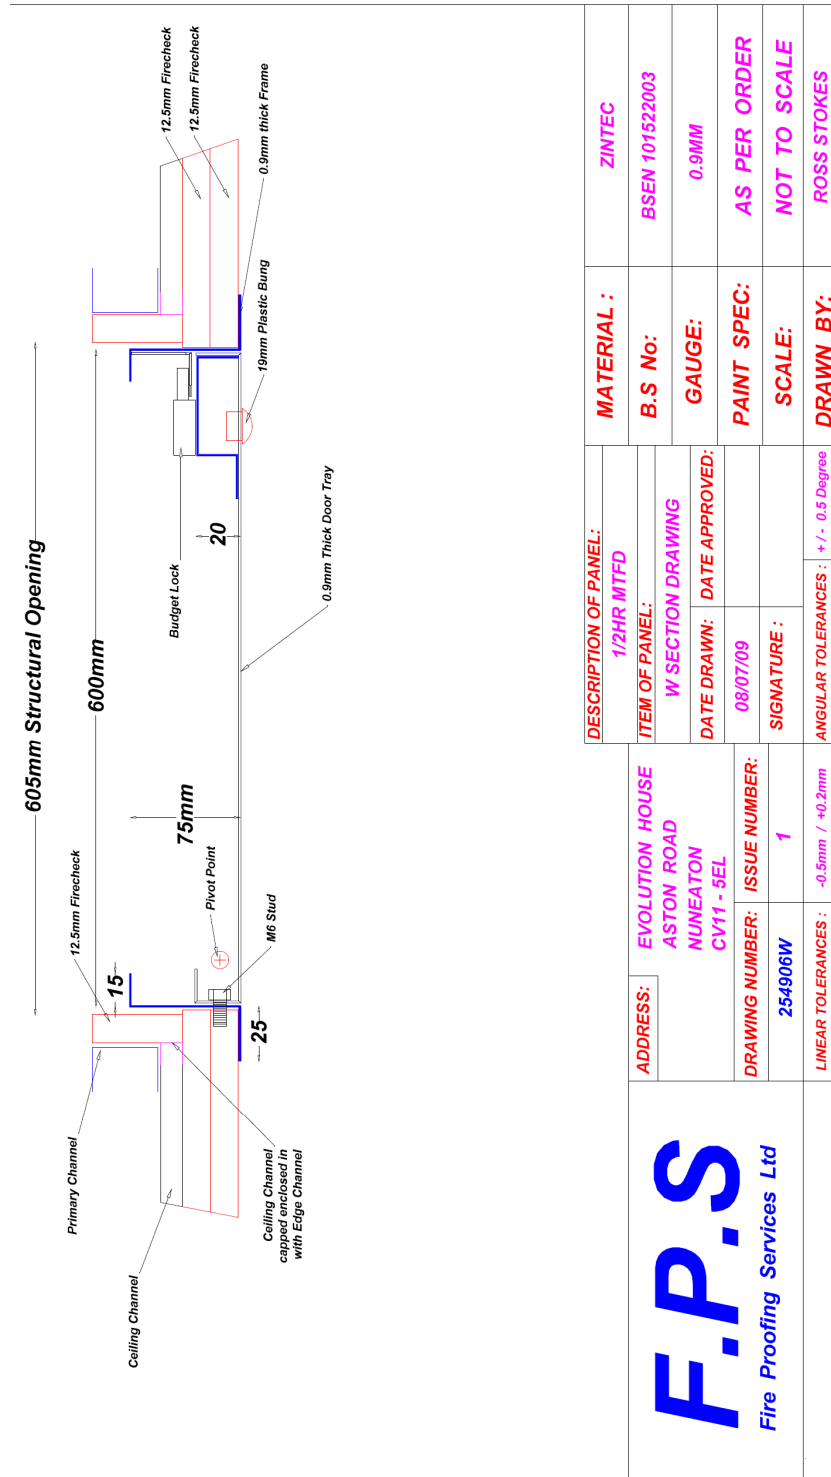 605mm Structural Opening
600mm
12.5mm Firecheck
12.5mm Firecheck
0.9mm thick Frame
19mm Plastic Bung
Budget Lock
20
0.9mm Thick Door Tray
75mm
Pivot Point
M6 Stud
12.5mm Firecheck
15
25
Primary Channel
Ceiling Channel
Ceiling Channel
capped enclosed in
with Edge Channel
F.P.S
Fire Proofing Services Ltd
ADDRESS:
EVOLUTION HOUSE
ASTON ROAD
NUNEATON
CV11 - 5EL
DRAWING NUMBER:
254906W
ISSUE NUMBER:
1
LINEAR TOLERANCES :
-0.5mm / +0.2mm
DESCRIPTION OF PANEL:
1/2HR MTFD
ITEM OF PANEL:
W SECTION DRAWING
DATE DRAWN:
08/07/09
DATE APPROVED:
SIGNATURE :
ANGULAR TOLERANCES :
+ / - 0.5 Degree
MATERIAL :
ZINTEC
B.S No:
BSEN 101522003
GAUGE:
0.9MM
PAINT SPEC:
AS PER ORDER
SCALE:
NOT TO SCALE
DRAWN BY:
ROSS STOKES